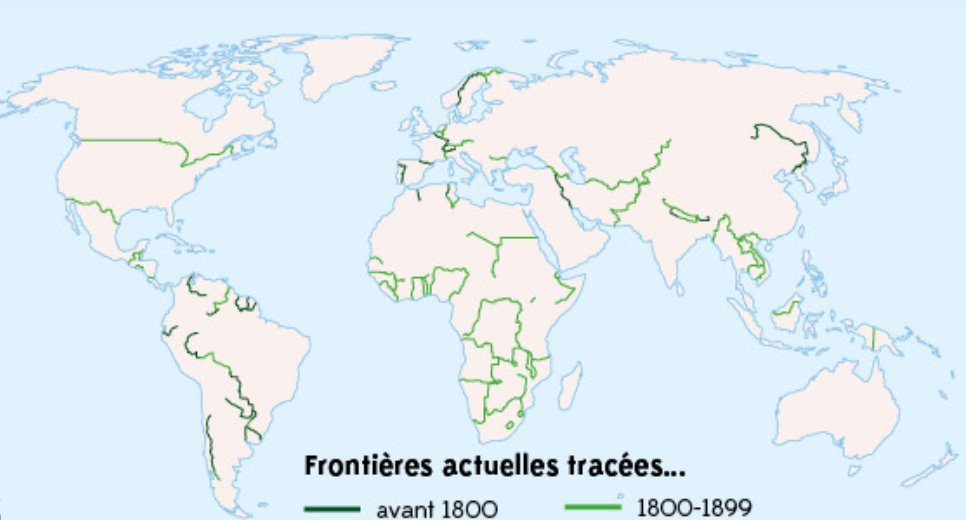 Frontières actuelles tracées...
avant 1800 1800-1899